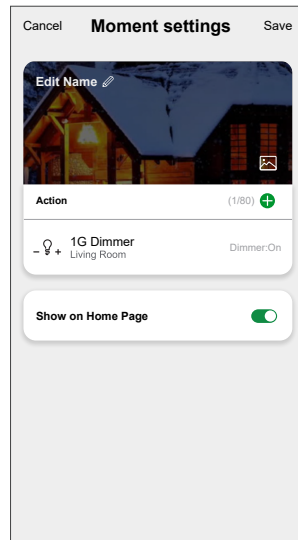 Cancel Moment settings Save
Edit Name
Action (1/80)
1G Dimmer
Living Room
Dimmer:On
Show on Home Page